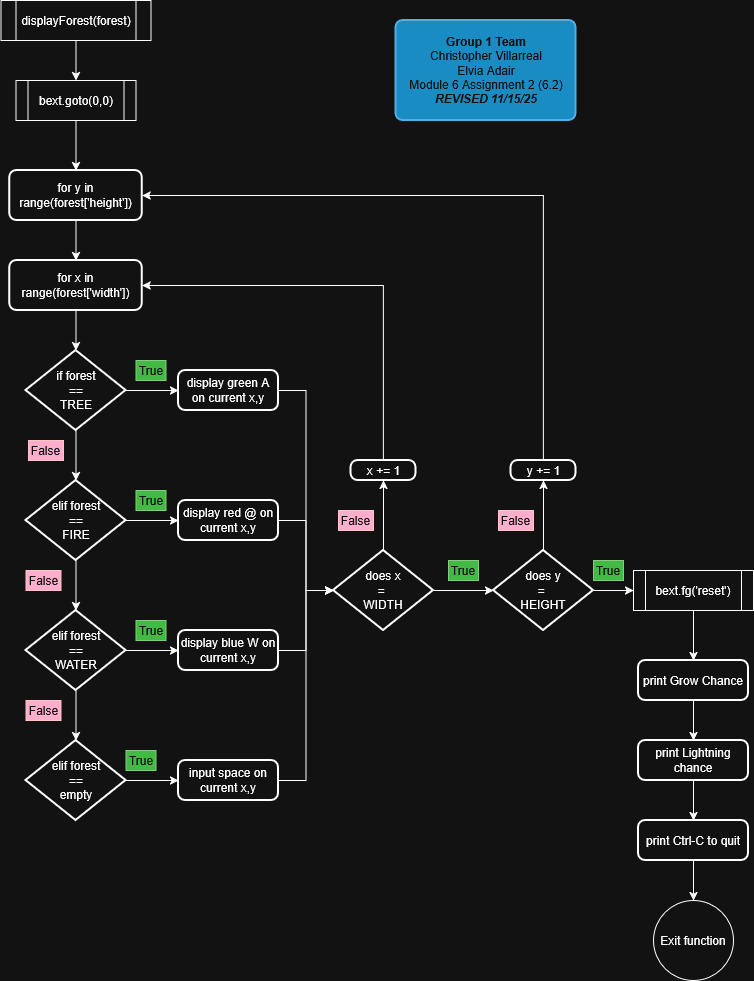 displayForest(forest)
Group 1 Team
Christopher Villarreal
Elvia Adair
Module 6 Assignment 2 (6.2)
REVISED 11/15/25
bext.goto(0,0)
for y in
range(forest['height'])
for x in
range(forest['width'])
if forest
==
TREE
True
display green A
on current x,y
False
x += 1
y += 1
elif forest
==
FIRE
True
display red @ on
current x,y
False
False
False
does x
=
WIDTH
True
does y
=
HEIGHT
True
bext.fg('reset')
elif forest
==
WATER
True
display blue W on
current x,y
False
print Grow Chance
elif forest
==
empty
True
input space on
current x,y
print Lightning
chance
print Ctrl-C to quit
Exit function